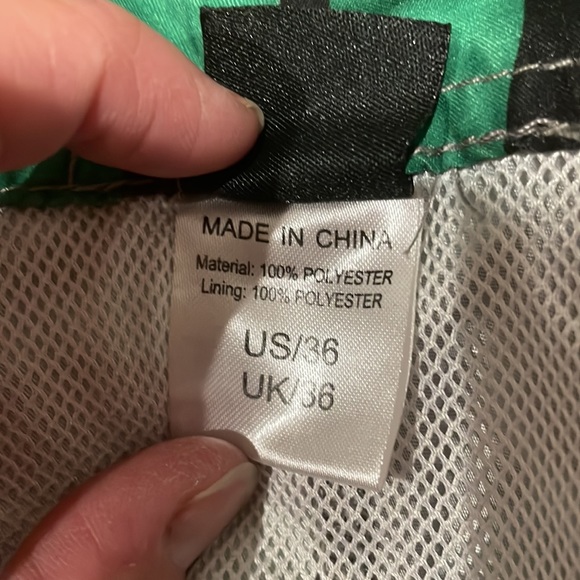 MADE IN CHINA
Material: 100% POLYESTER
Lining: 100% POLYESTER
US/36
UK/36